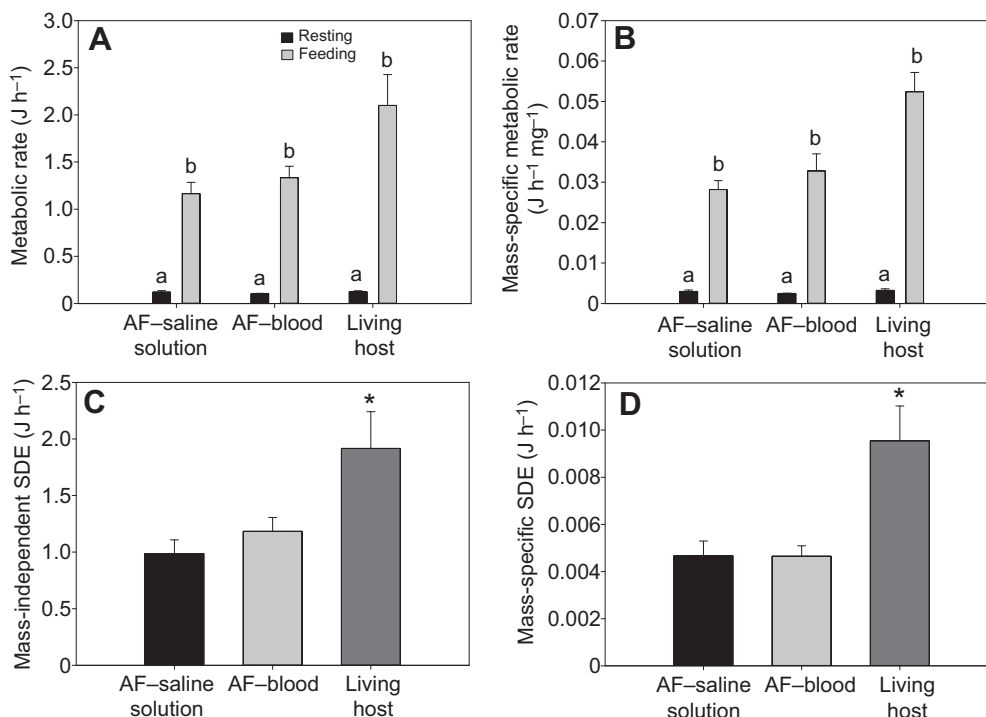 A
Resting
Feeding
Metabolic rate (J h⁻¹)
3.0
2.5
2.0
1.5
1.0
0.5
0
a
b
a
b
a
b
AF–saline
solution
AF–blood
Living
host
B
Mass-specific metabolic rate
(J h⁻¹ mg⁻¹)
0.07
0.06
0.05
0.04
0.03
0.02
0.01
0
a
b
a
b
a
b
AF–saline
solution
AF–blood
Living
host
C
Mass-independent SDE (J h⁻¹)
2.5
2.0
1.5
1.0
0.5
0
*
AF–saline
solution
AF–blood
Living
host
D
Mass-specific SDE (J h⁻¹)
0.012
0.010
0.008
0.006
0.004
0.002
0
*
AF–saline
solution
AF–blood
Living
host